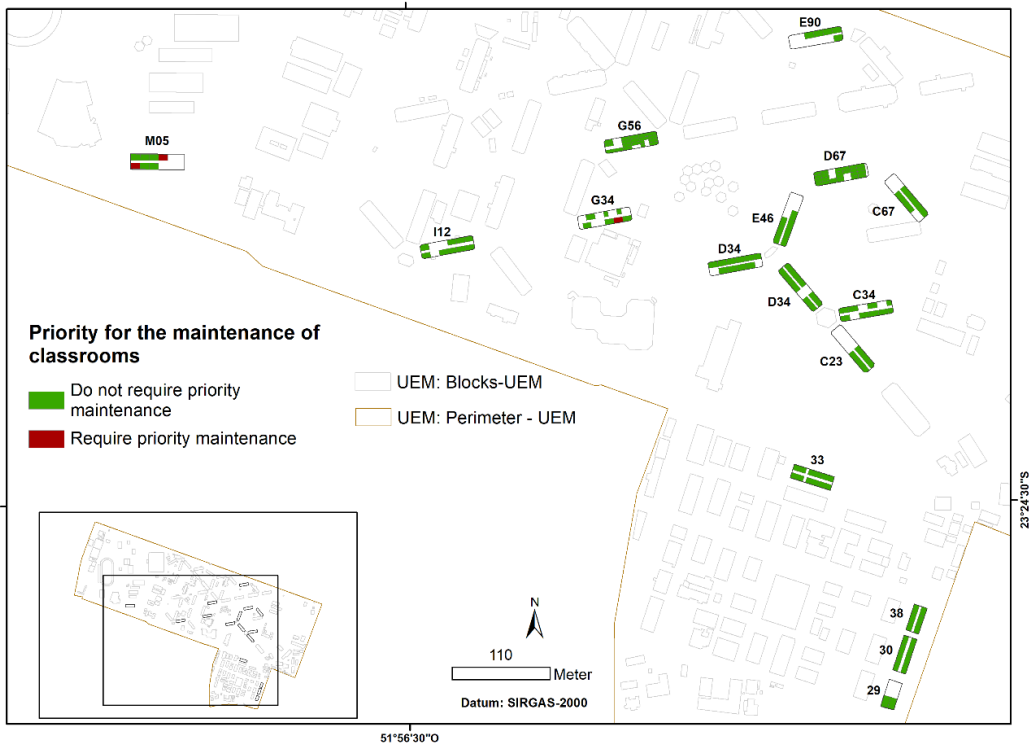 E90
G56
M05
D67
G34
C67
E46
I12
D34
D34
C34
C23
Priority for the maintenance of
classrooms
Do not require priority
maintenance
Require priority maintenance
UEM: Blocks-UEM
UEM: Perimeter - UEM
33
23°24'30"S
38
30
29
N
110
Meter
Datum: SIRGAS-2000
51°56'30"O